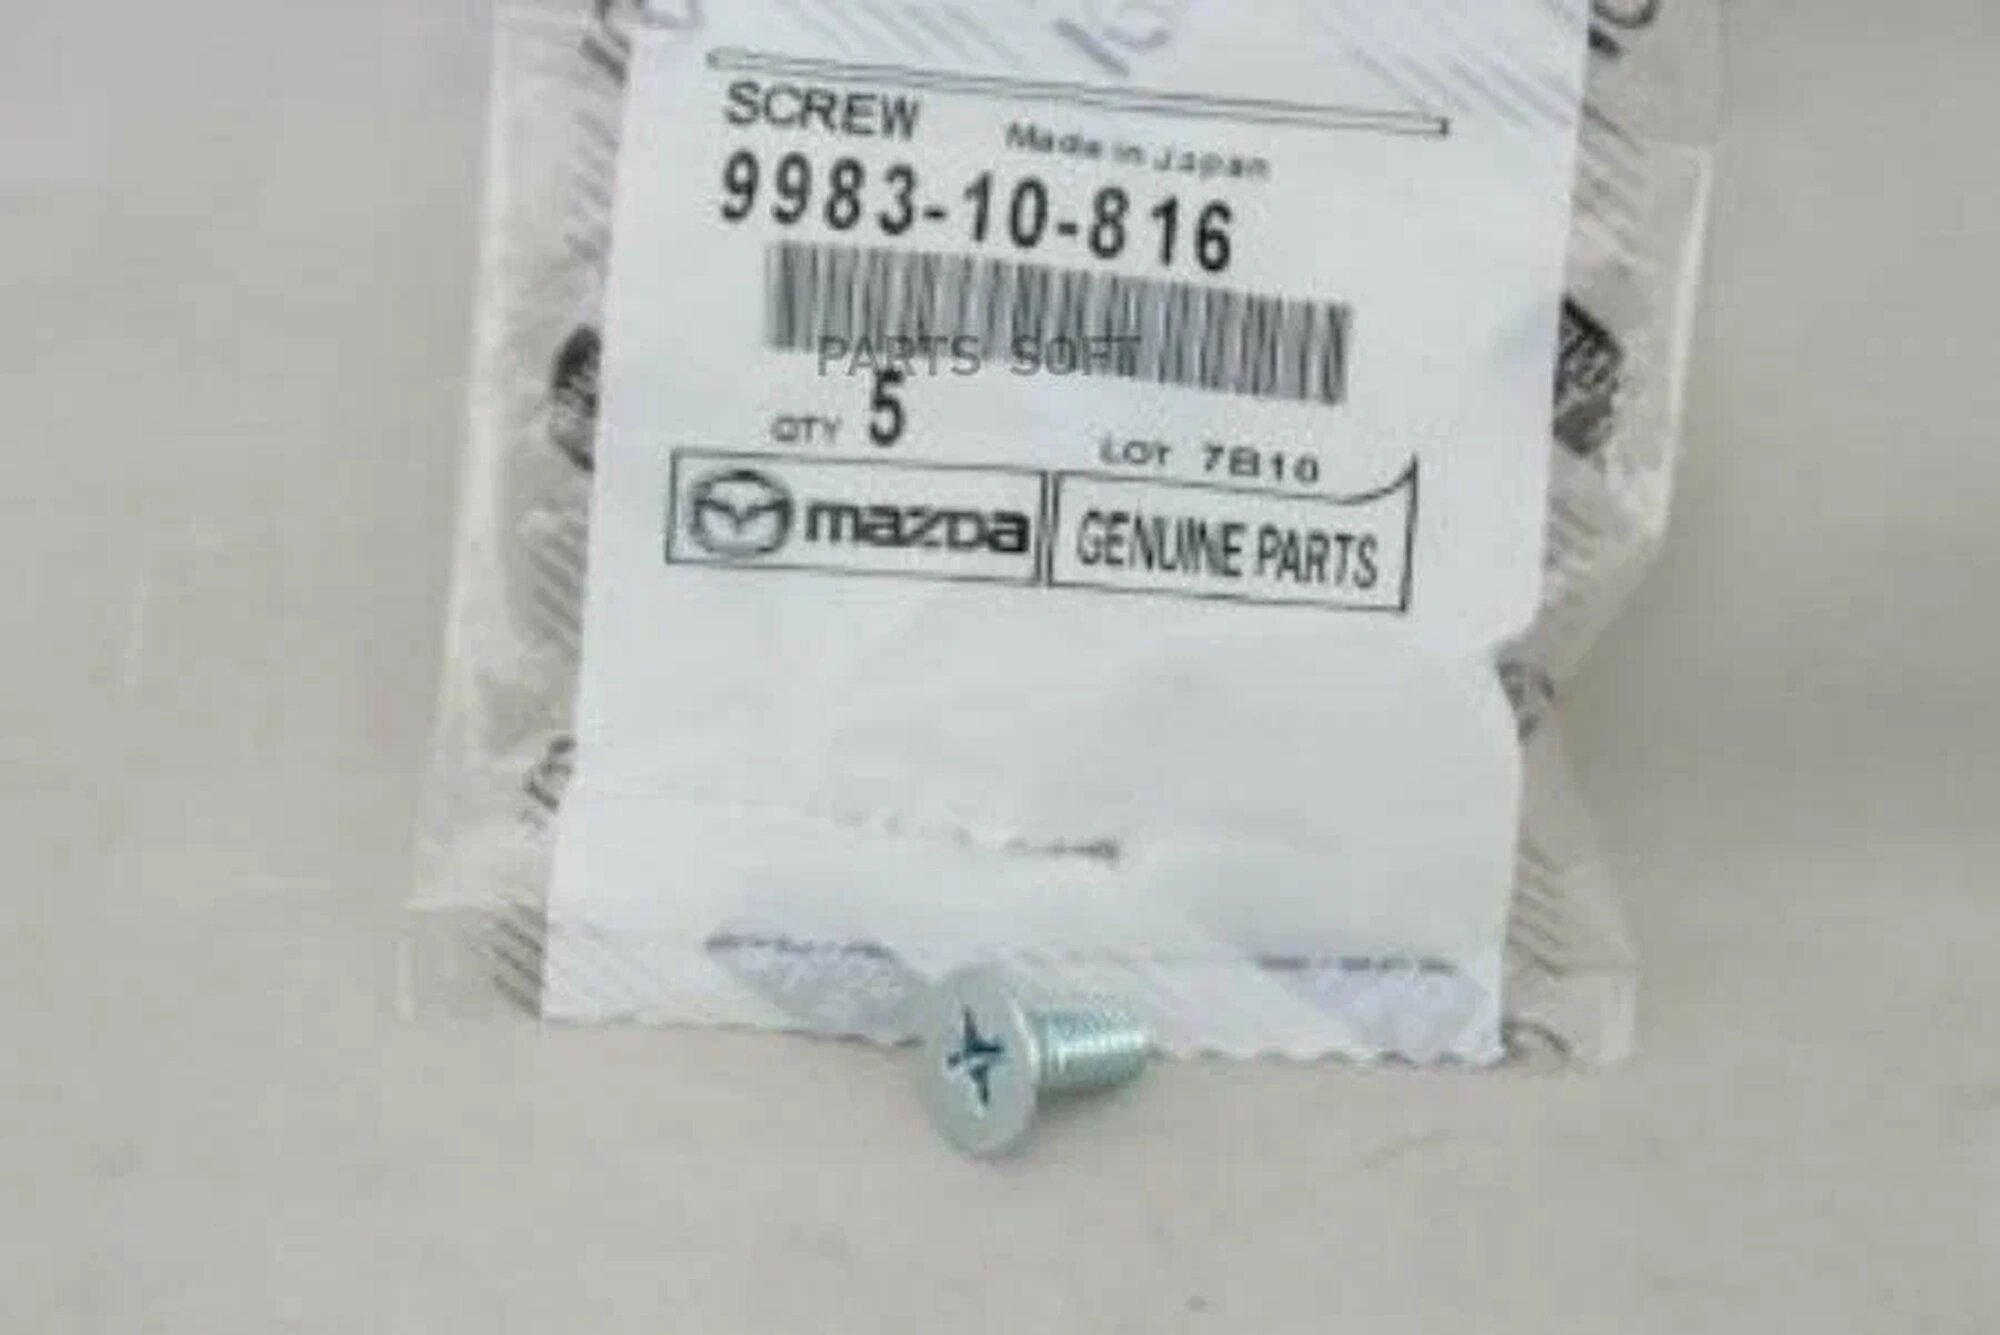 SCREW
Made in Japan
9983-10-816
PARTS SOFT
QTY 5
LOT 7B10
mazda
GENUINE PARTS